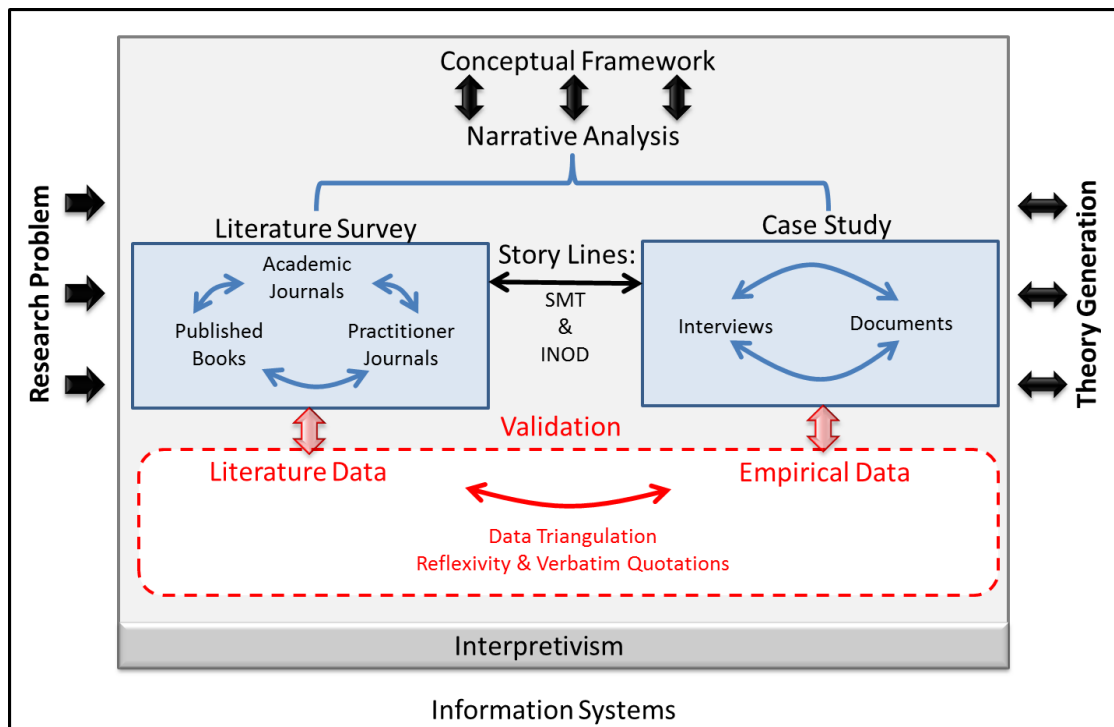 Conceptual Framework
Narrative Analysis
Research Problem
Literature Survey
Academic
Journals
Published
Books
Practitioner
Journals
Story Lines:
SMT
&
INOD
Case Study
Interviews
Documents
Theory Generation
Validation
Literature Data
Empirical Data
Data Triangulation
Reflexivity & Verbatim Quotations
Interpretivism
Information Systems